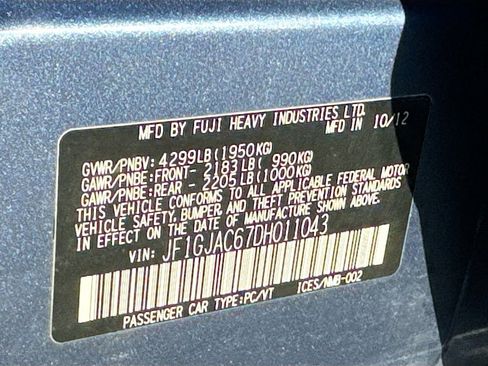 MFD BY FUJI HEAVY INDUSTRIES LTD.
MFD IN 10/12
GVWR/PNBV: 4299LB(1950KG)
GAWR/PNBE:FRONT- 2183LB( 990KG)
GAWR/PNBE:REAR - 2205LB(1000KG)
THIS VEHICLE CONFORMS TO ALL APPLICABLE FEDERAL MOTOR
VEHICLE SAFETY, BUMPER, AND THEFT PREVENTION STANDARDS
IN EFFECT ON THE DATE OF MANUFACTURE SHOWN ABOVE.
VIN: JF1GJAC67DH011043
PASSENGER CAR TYPE:PC/VT ICES/NMB-002